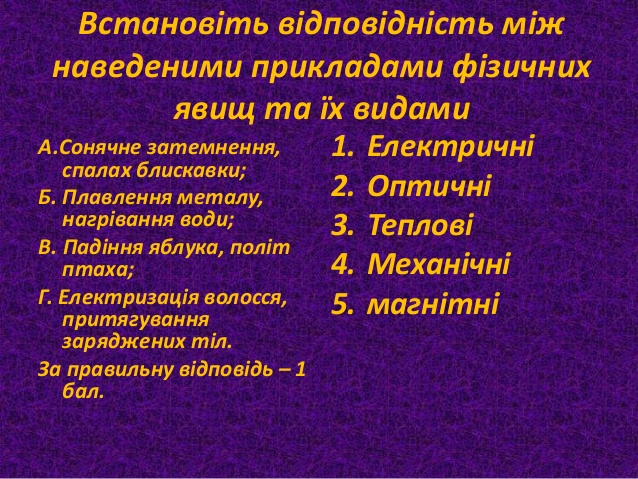 Встановіть відповідність між
наведеними прикладами фізичних
явищ та їх видами
А.Сонячне затемнення,
спалах блискавки;
Б. Плавлення металу,
нагрівання води;
В. Падіння яблука, політ
птаха;
Г. Електризація волосся,
притягування
заряджених тіл.
За правильну відповідь – 1
бал.
1. Електричні
2. Оптичні
3. Теплові
4. Механічні
5. магнітні